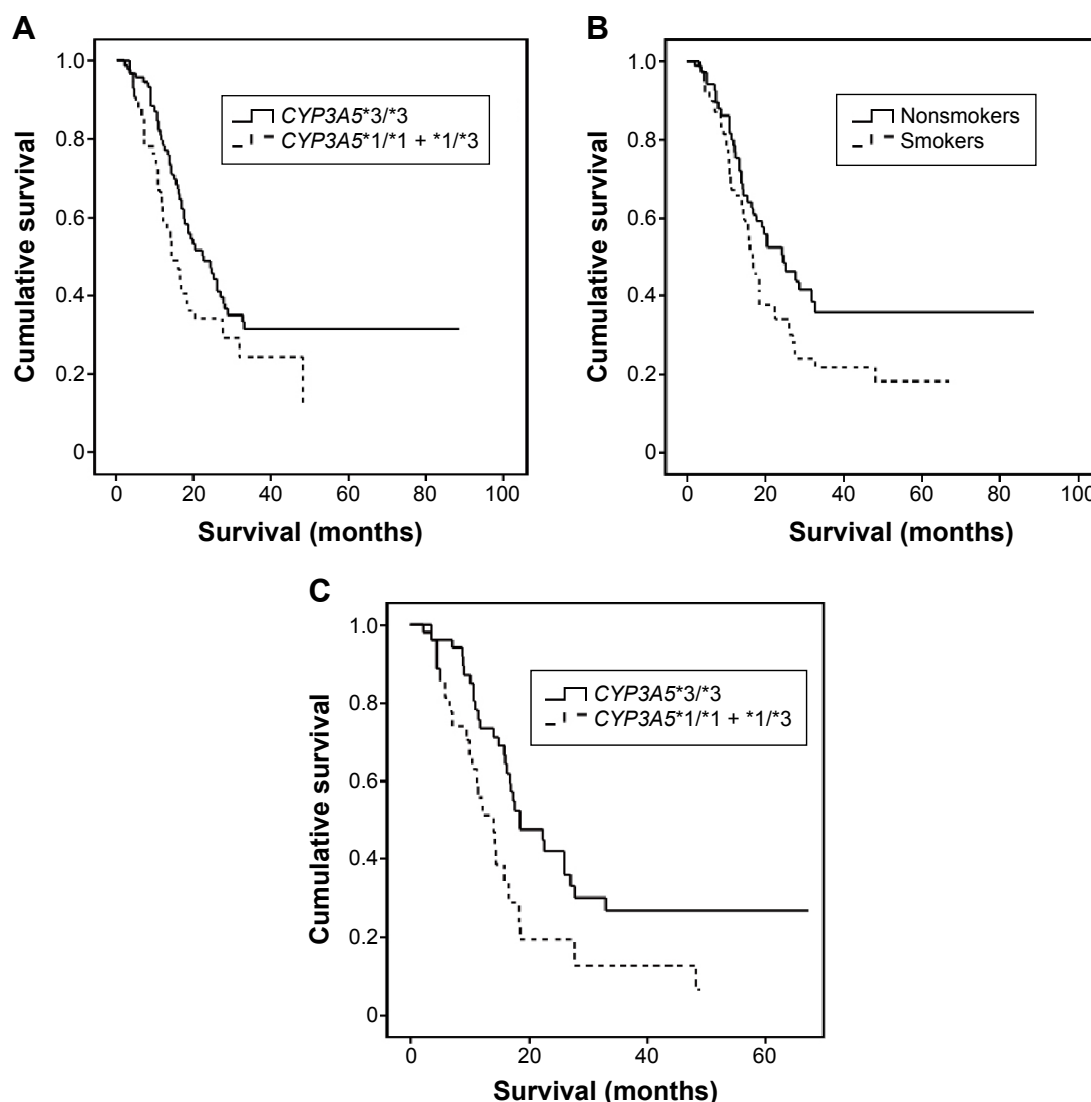 A
Cumulative survival
1.0
0.8
0.6
0.4
0.2
0
CYP3A5*3/*3
CYP3A5*1/*1 + *1/*3
0 20 40 60 80 100
Survival (months)
B
Cumulative survival
1.0
0.8
0.6
0.4
0.2
0
Nonsmokers
Smokers
0 20 40 60 80 100
Survival (months)
C
Cumulative survival
1.0
0.8
0.6
0.4
0.2
0
CYP3A5*3/*3
CYP3A5*1/*1 + *1/*3
0 20 40 60
Survival (months)